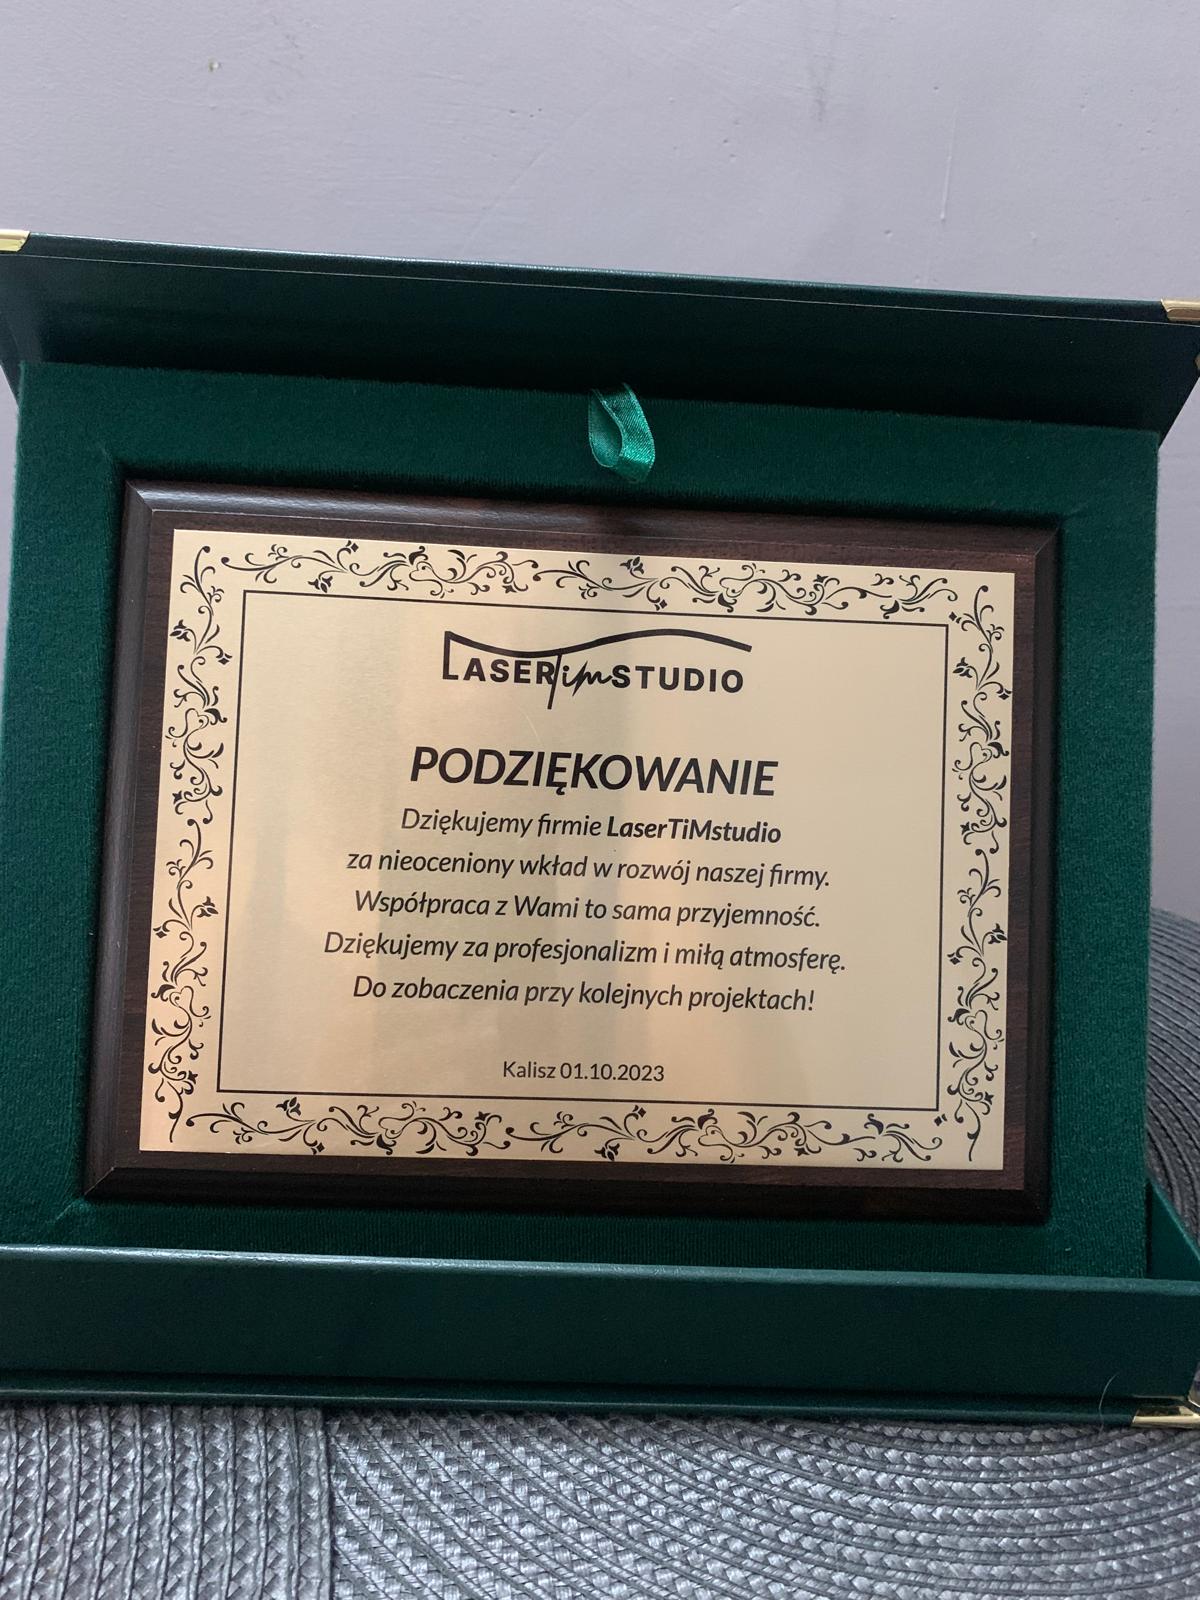 LASERTimSTUDIO
PODZIĘKOWANIE
Dziękujemy firmie LaserTiMstudio
za nieoceniony wkład w rozwój naszej firmy.
Współpraca z Wami to sama przyjemność.
Dziękujemy za profesjonalizm i miłą atmosferę.
Do zobaczenia przy kolejnych projektach!
Kalisz 01.10.2023